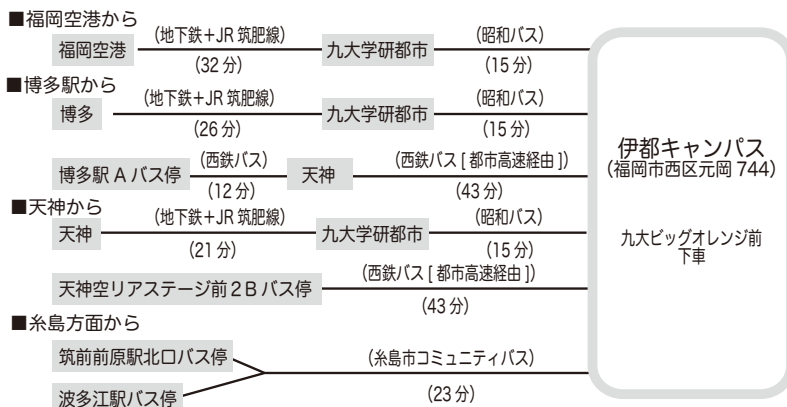 ■福岡空港から
福岡空港 (地下鉄+JR 筑肥線) 九大学研都市 (昭和バス)
(32 分) (15 分)
■博多駅から
博多 (地下鉄+JR 筑肥線) 九大学研都市 (昭和バス)
(26 分) (15 分)
博多駅 A バス停 (西鉄バス) 天神 (西鉄バス [ 都市高速経由 ])
(12 分) (43 分)
■天神から
天神 (地下鉄+JR 筑肥線) 九大学研都市 (昭和バス)
(21 分) (15 分)
天神空リアステージ前2B バス停 (西鉄バス [ 都市高速経由 ])
(43 分)
■糸島方面から
筑前前原駅北口バス停 (糸島市コミュニティバス)
波多江駅バス停 (23 分)
伊都キャンパス
(福岡市西区元岡 744)
九大ビッグオレンジ前
下車